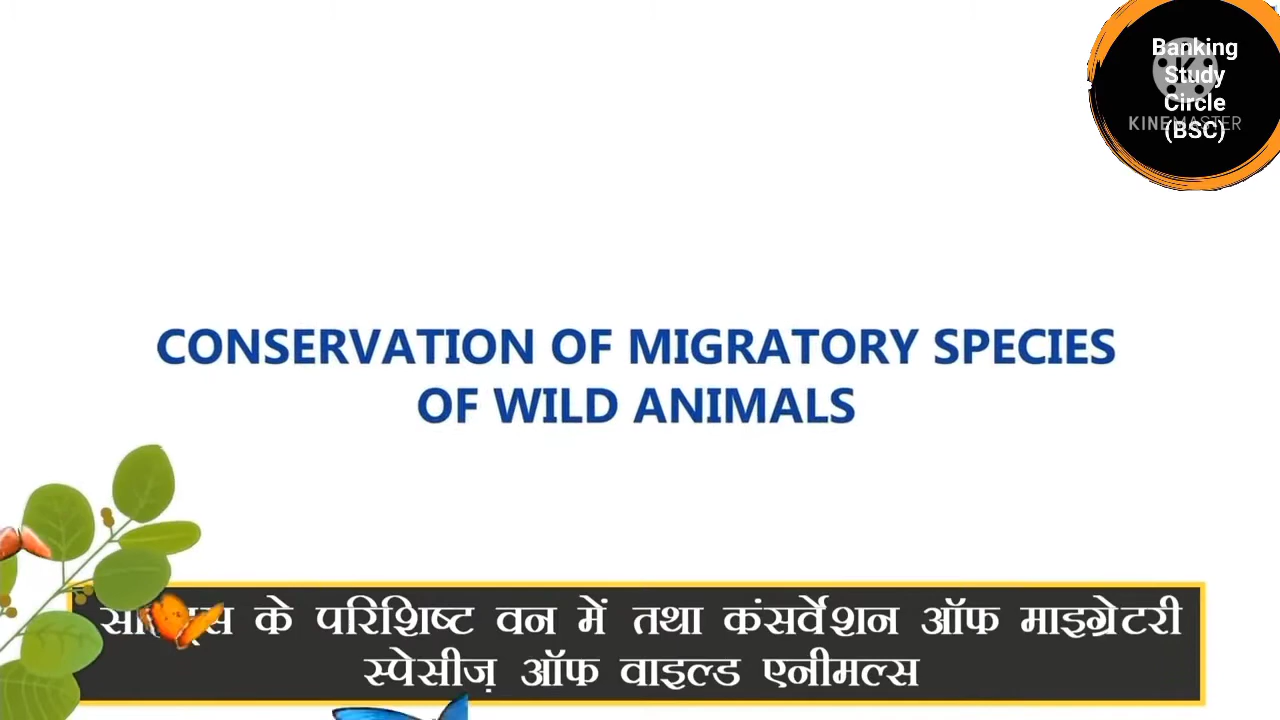 Banking
Study
Circle
(BSC)
KINEMASTER
CONSERVATION OF MIGRATORY SPECIES
OF WILD ANIMALS
के परिशिष्ट वन में तथा कंसर्वेशन ऑफ माइग्रेटरी
स्पेसीज़ ऑफ वाइल्ड एनीमल्स